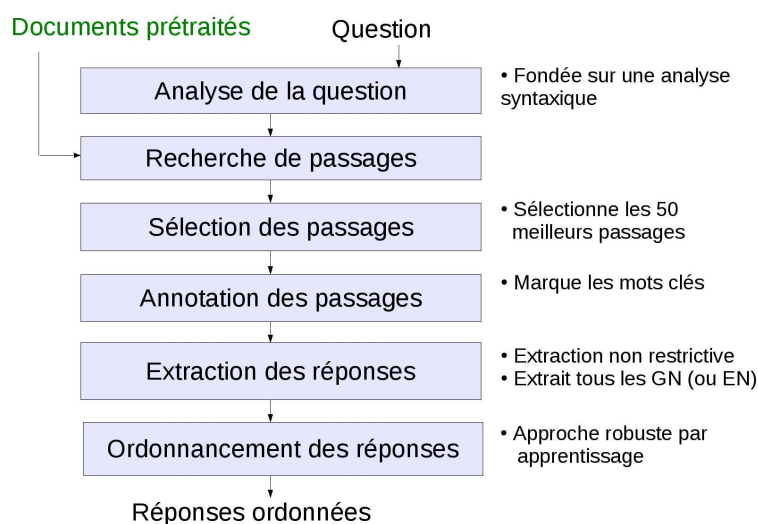 Documents prétraités
Question
Analyse de la question
• Fondée sur une analyse
syntaxique
Recherche de passages
Sélection des passages
• Sélectionne les 50
meilleurs passages
Annotation des passages
• Marque les mots clés
Extraction des réponses
• Extraction non restrictive
• Extrait tous les GN (ou EN)
Ordonnancement des réponses
• Approche robuste par
apprentissage
Réponses ordonnées